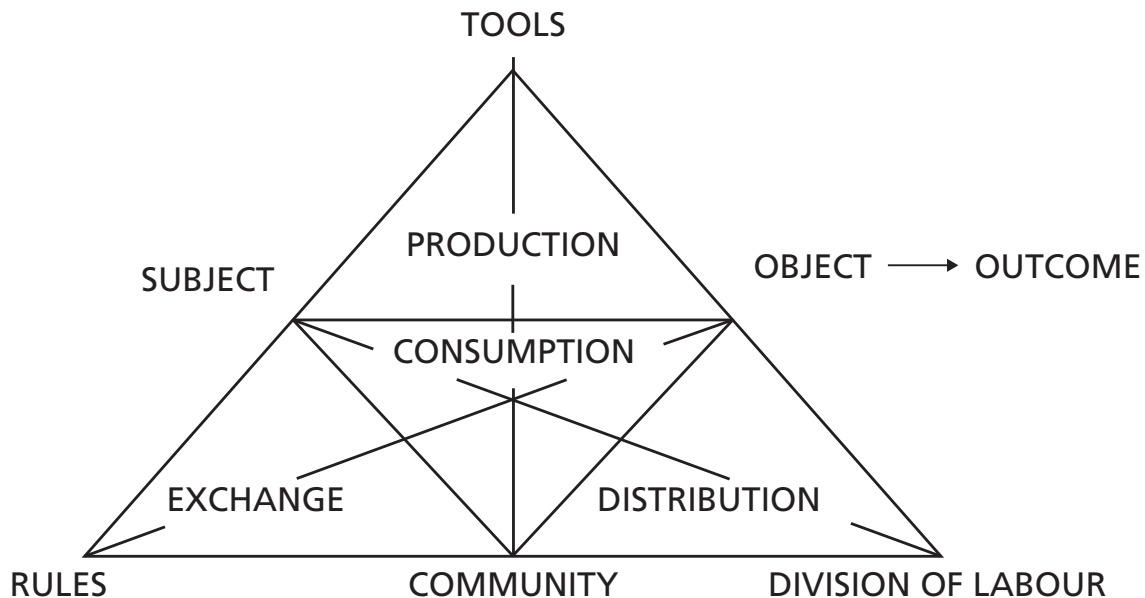 TOOLS
PRODUCTION
SUBJECT
OBJECT → OUTCOME
CONSUMPTION
EXCHANGE
DISTRIBUTION
RULES
COMMUNITY
DIVISION OF LABOUR